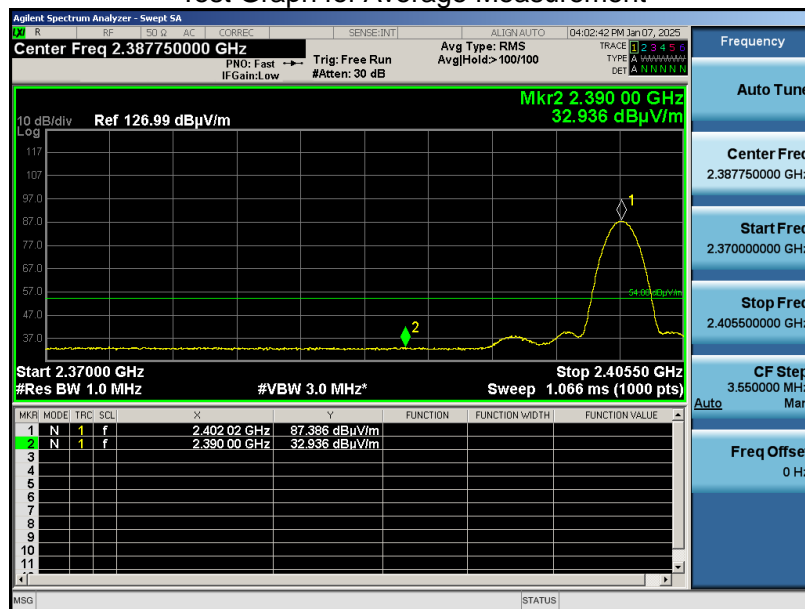 Test Graph for Average Measurement
Agilent Spectrum Analyzer - Swept SA
LXI R RF 50 Ω AC CORREC SENSE:INT ALIGN AUTO 04:02:42 PM Jan 07, 2025
Center Freq 2.387750000 GHz
PNO: Fast
IFGain:Low
Trig: Free Run
#Atten: 30 dB
Avg Type: RMS
Avg|Hold:>100/100
TRACE 1 2 3 4 5 6
TYPE A
DET A N N N N N
Mkr2 2.390 00 GHz
32.936 dBµV/m
10 dB/div Ref 126.99 dBµV/m
Log
117
107
97.0
87.0
77.0
67.0
57.0
47.0
37.0
1
54.00 dBµV/m
2
Start 2.37000 GHz Stop 2.40550 GHz
#Res BW 1.0 MHz #VBW 3.0 MHz* Sweep 1.066 ms (1000 pts)
MKR MODE TRC SCL X Y FUNCTION FUNCTION WIDTH FUNCTION VALUE
1 N 1 f 2.402 02 GHz 87.386 dBµV/m
2 N 1 f 2.390 00 GHz 32.936 dBµV/m
3
4
5
6
7
8
9
10
11
MSG STATUS
Frequency
Auto Tune
Center Freq
2.387750000 GHz
Start Freq
2.370000000 GHz
Stop Freq
2.405500000 GHz
CF Step
3.550000 MHz
Auto Man
Freq Offset
0 Hz